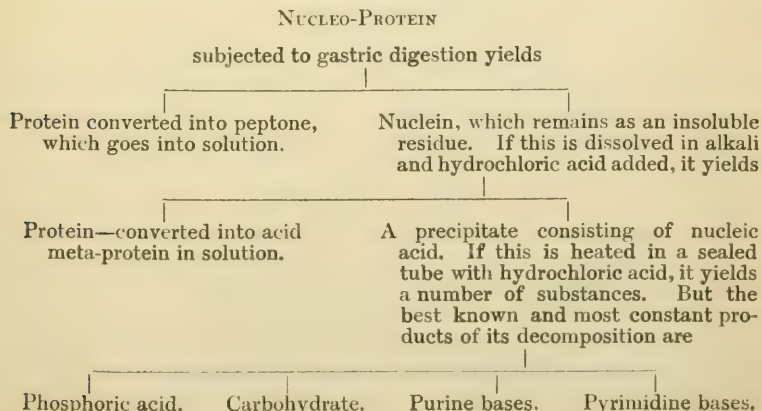 NUCLEO-PROTEIN
subjected to gastric digestion yields
Protein converted into peptone,
which goes into solution.
Nuclein, which remains as an insoluble
residue. If this is dissolved in alkali
and hydrochloric acid added, it yields
Protein—converted into acid
meta-protein in solution.
A precipitate consisting of nucleic
acid. If this is heated in a sealed
tube with hydrochloric acid, it yields
a number of substances. But the
best known and most constant pro-
ducts of its decomposition are
Phosphoric acid. Carbohydrate. Purine bases. Pyrimidine bases.